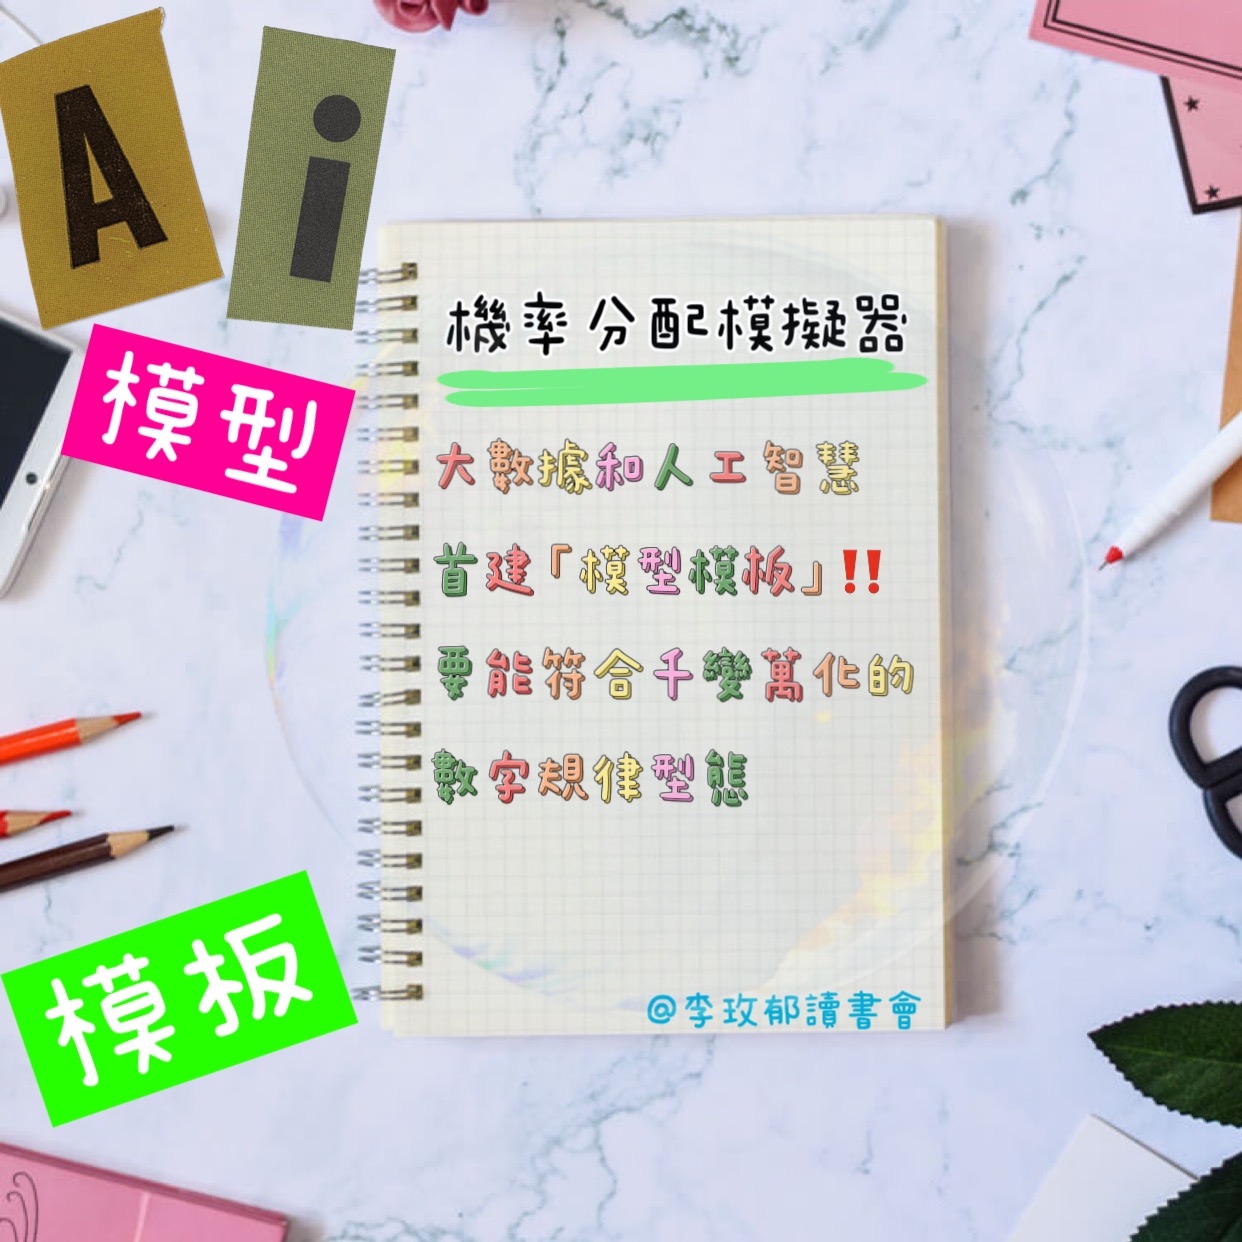 Ai
模型
機率分配模擬器
大數據和人工智慧
首建「模型模板」‼️
要能符合千變萬化的
數字規律型態
模板
@李玫郁讀書會